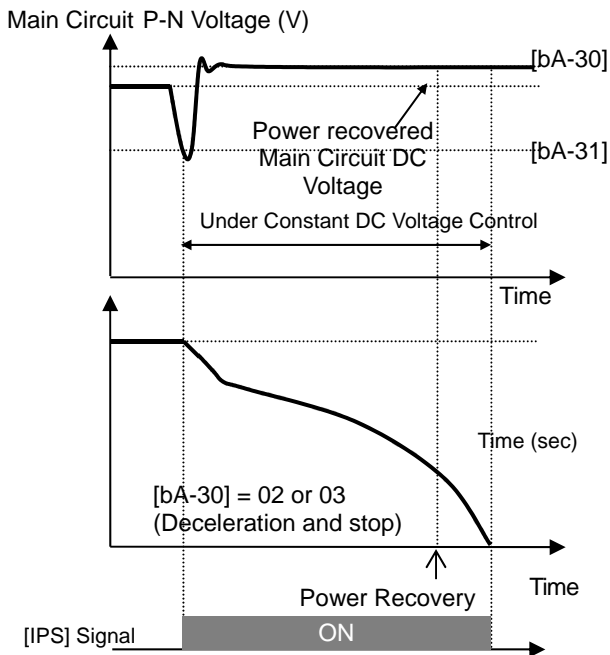 Main Circuit P-N Voltage (V)
[bA-30]
Power recovered
Main Circuit DC
Voltage
[bA-31]
Under Constant DC Voltage Control
Time
Time (sec)
[bA-30] = 02 or 03
(Deceleration and stop)
Time
Power Recovery
[IPS] Signal
ON